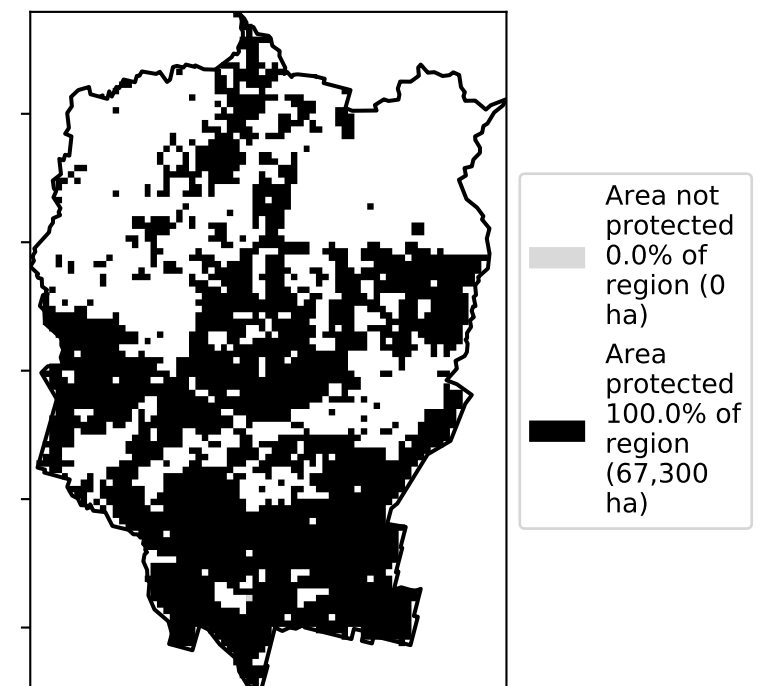 Area not
protected
0.0% of
region (0
ha)
Area
protected
100.0% of
region
(67,300
ha)